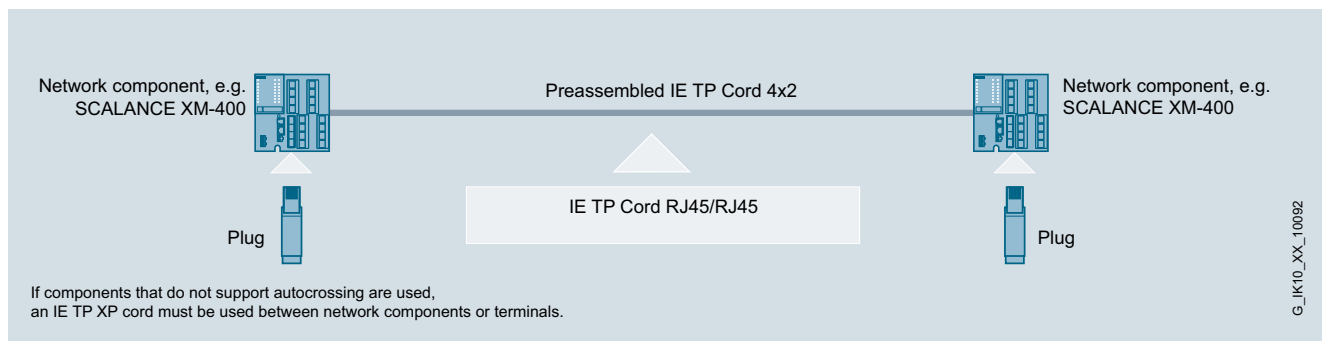 Network component, e.g.
SCALANCE XM-400
Preassembled IE TP Cord 4x2
Network component, e.g.
SCALANCE XM-400
IE TP Cord RJ45/RJ45
Plug
Plug
If components that do not support autocrossing are used,
an IE TP XP cord must be used between network components or terminals.
G_IK10_XX_10092